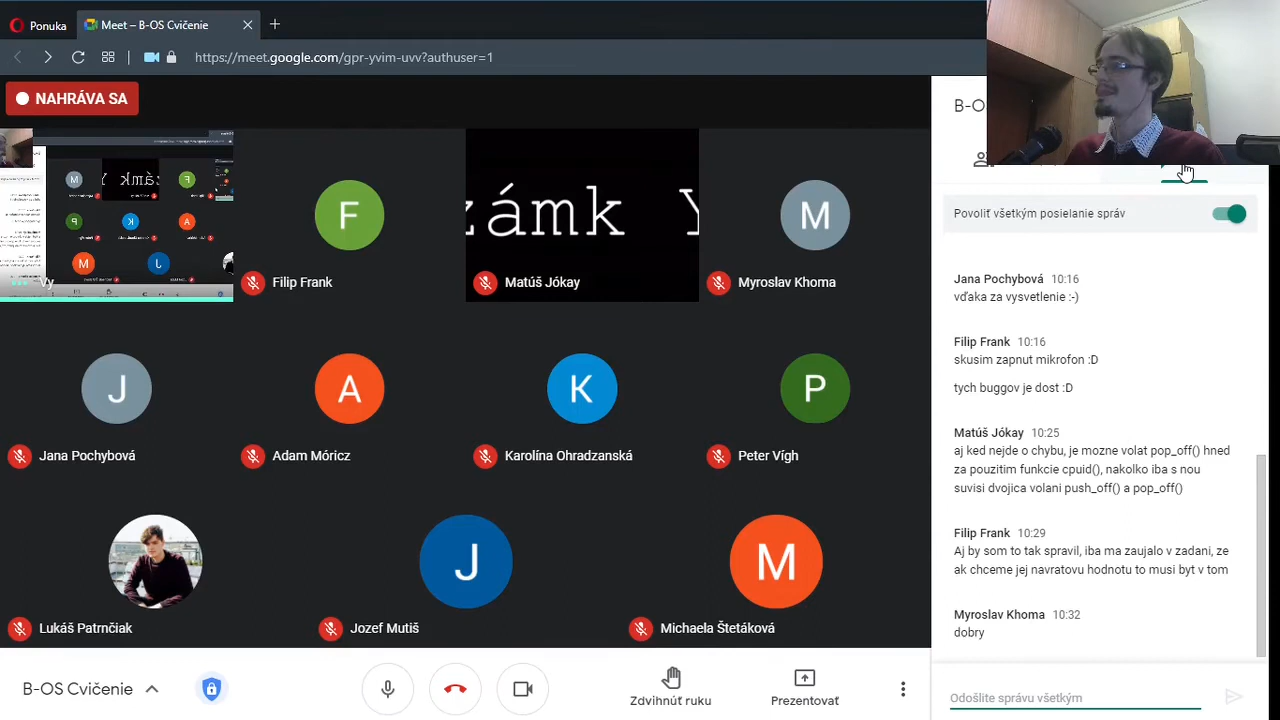 Ponuka
Meet – B-OS Cvičenie
https://meet.google.com/gpr-yvim-uvv?authuser=1
NAHRÁVA SA
B-O
Povoliť všetkým posielanie správ
Vy
F
Filip Frank
zámk
Matúš Jókay
M
Myroslav Khoma
J
Jana Pochybová
A
Adam Móricz
K
Karolína Ohradzanská
P
Peter Vígh
Lukáš Patrnčiak
J
Jozef Mutiš
M
Michaela Štetáková
Jana Pochybová 10:16
vďaka za vysvetlenie :-)
Filip Frank 10:16
skusim zapnut mikrofon :D
tych buggov je dost :D
Matúš Jókay 10:25
aj ked nejde o chybu, je mozne volat pop_off() hned
za pouzitim funkcie cpuid(), nakolko iba s nou
suvisi dvojica volani push_off() a pop_off()
Filip Frank 10:29
Aj by som to tak spravil, iba ma zaujalo v zadani, ze
ak chceme jej navratovu hodnotu to musi byt v tom
Myroslav Khoma 10:32
dobry
Odošlite správu všetkým
B-OS Cvičenie
Zdvihnúť ruku
Prezentovať